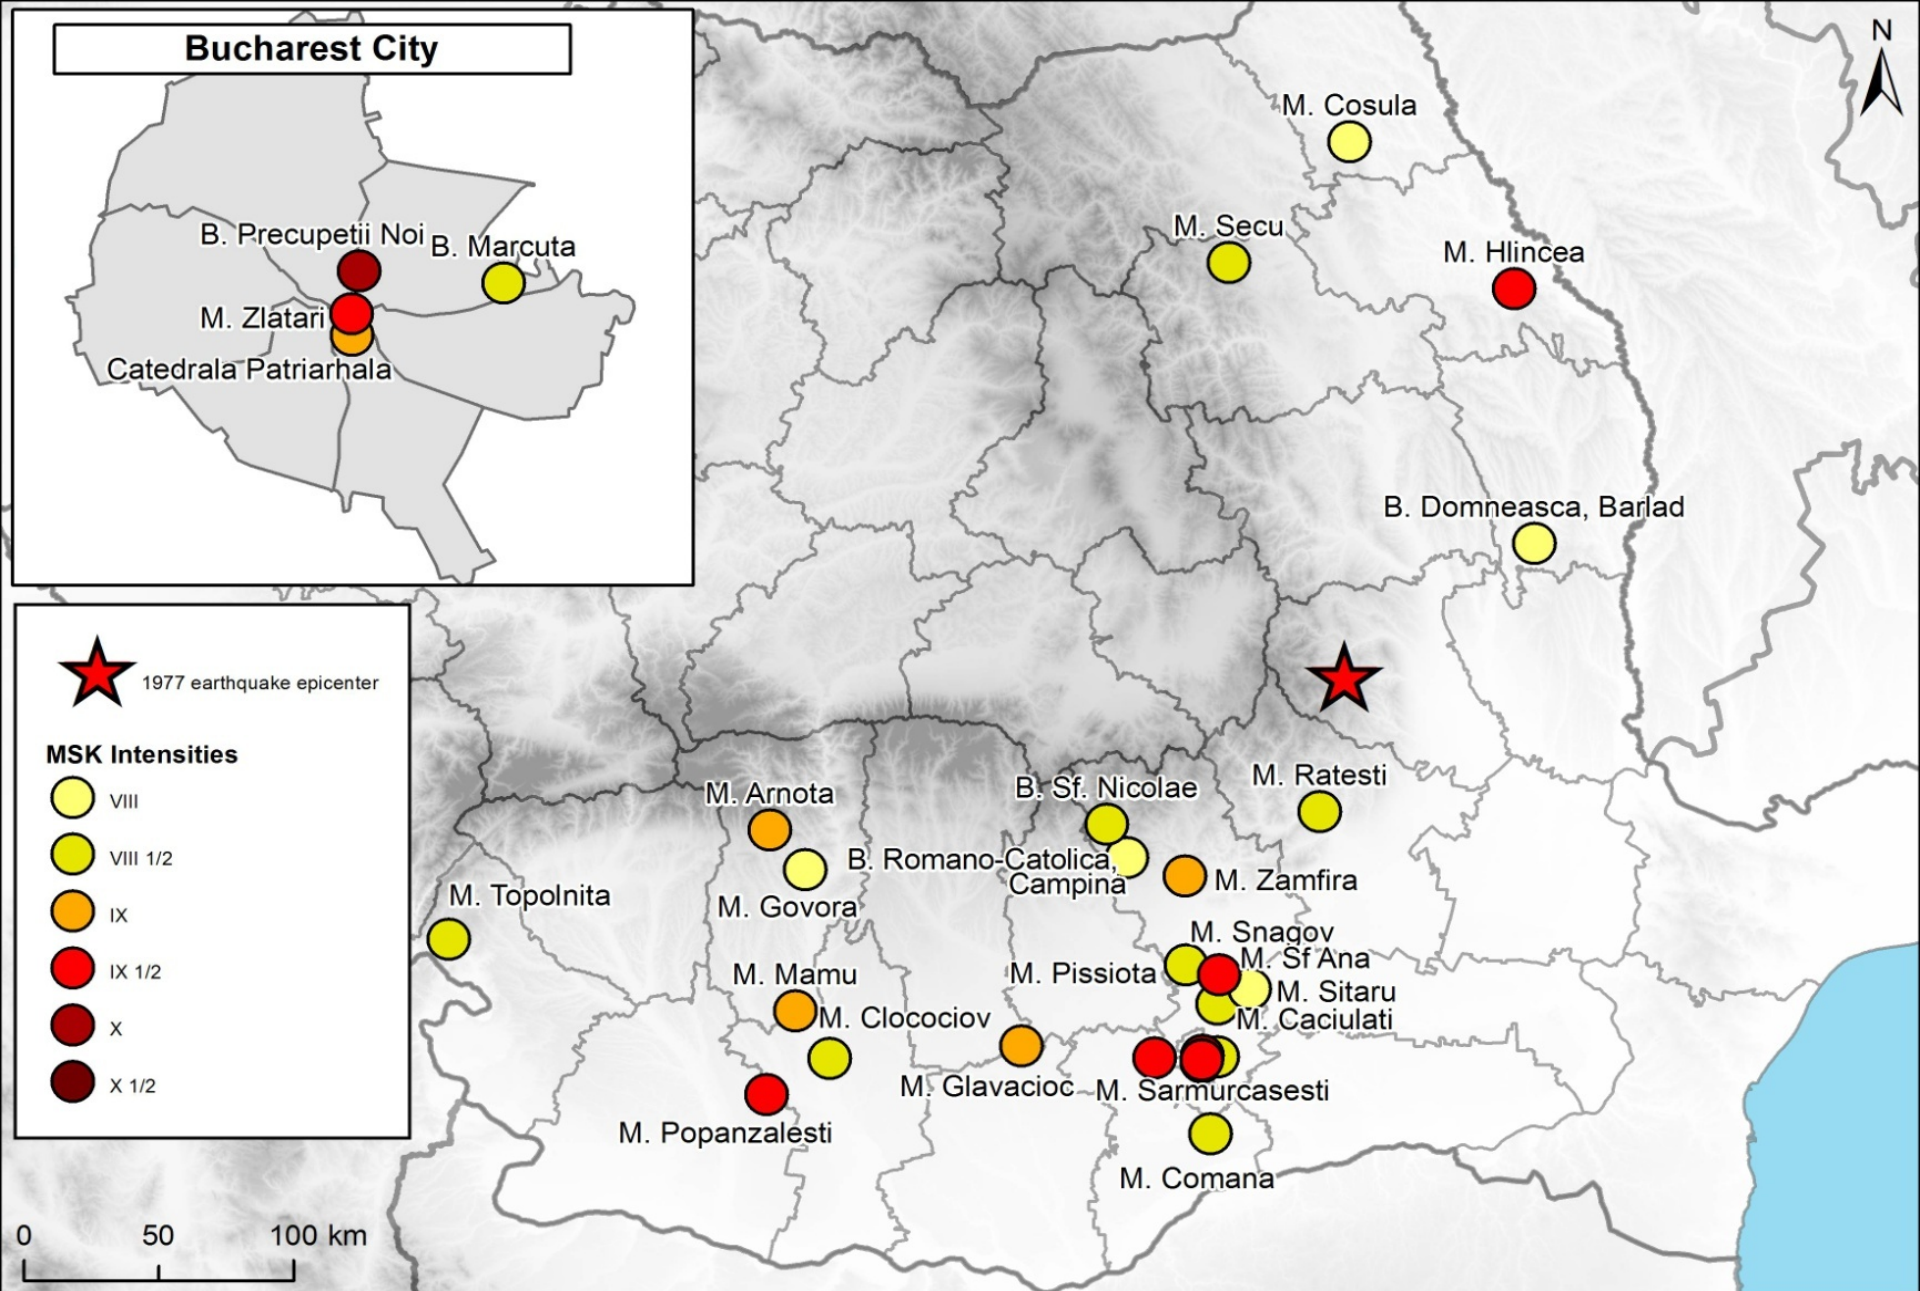 Bucharest City
B. Precupetii Noi
B. Marcuta
M. Zlatari
Catedrala Patriarhala
N
M. Cosula
M. Secu
M. Hlincea
B. Domneasca, Barlad
1977 earthquake epicenter
MSK Intensities
VIII
VIII 1/2
IX
IX 1/2
X
X 1/2
M. Arnota
B. Sf. Nicolae
M. Ratesti
B. Romano-Catolica,
Campina
M. Zamfira
M. Topolnita
M. Govora
M. Snagov
M. Sf Ana
M. Pissiota
M. Mamu
M. Sitaru
M. Clocociov
M. Caciulati
M. Glavacioc
M. Sarmurcasesti
M. Popanzalesti
M. Comana
0 50 100 km